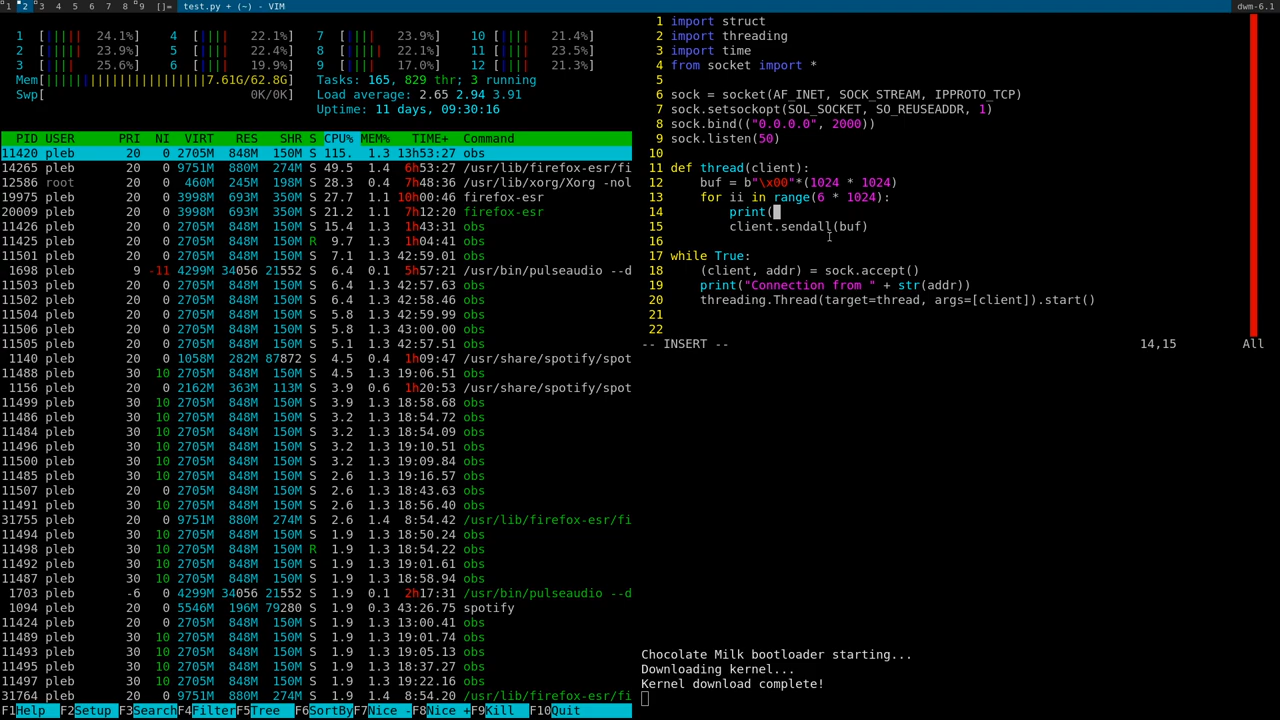 1 2 3 4 5 6 7 8 9 []= test.py + (~) - VIM dwm-6.1
1 [||||| 24.1%] 4 [|||| 22.1%] 7 [|||| 23.9%] 10 [|||| 21.4%]
2 [||||| 23.9%] 5 [|||| 22.4%] 8 [||||| 22.1%] 11 [|||| 23.5%]
3 [||||| 25.6%] 6 [|||| 19.9%] 9 [|||| 17.0%] 12 [|||| 21.3%]
Mem[||||||||||||||||||||||7.61G/62.8G] Tasks: 165, 829 thr; 3 running
Swp[ 0K/0K] Load average: 2.65 2.94 3.91
Uptime: 11 days, 09:30:16
PID USER PRI NI VIRT RES SHR S CPU% MEM% TIME+ Command
11420 pleb 20 0 2705M 848M 150M S 115. 1.3 13h53:27 obs
14265 pleb 20 0 9751M 880M 274M S 49.5 1.4 6h53:27 /usr/lib/firefox-esr/fi
12586 root 20 0 460M 245M 198M S 28.3 0.4 7h48:36 /usr/lib/xorg/Xorg -nol
19975 pleb 20 0 3998M 693M 350M S 27.7 1.1 10h00:46 firefox-esr
20009 pleb 20 0 3998M 693M 350M S 21.2 1.1 7h12:20 firefox-esr
11426 pleb 20 0 2705M 848M 150M S 15.4 1.3 1h43:31 obs
11425 pleb 20 0 2705M 848M 150M R 9.7 1.3 1h04:41 obs
11501 pleb 20 0 2705M 848M 150M S 7.1 1.3 42:59.01 obs
1698 pleb 9 -11 4299M 34056 21552 S 6.4 0.1 5h57:21 /usr/bin/pulseaudio --d
11503 pleb 20 0 2705M 848M 150M S 6.4 1.3 42:57.63 obs
11502 pleb 20 0 2705M 848M 150M S 6.4 1.3 42:58.46 obs
11504 pleb 20 0 2705M 848M 150M S 5.8 1.3 42:59.99 obs
11506 pleb 20 0 2705M 848M 150M S 5.8 1.3 43:00.00 obs
11505 pleb 20 0 2705M 848M 150M S 5.1 1.3 42:57.51 obs
1140 pleb 20 0 1058M 282M 87872 S 4.5 0.4 1h09:47 /usr/share/spotify/spot
11488 pleb 30 10 2705M 848M 150M S 4.5 1.3 19:06.51 obs
1156 pleb 20 0 2162M 363M 113M S 3.9 0.6 1h20:53 /usr/share/spotify/spot
11499 pleb 30 10 2705M 848M 150M S 3.9 1.3 18:58.68 obs
11486 pleb 30 10 2705M 848M 150M S 3.2 1.3 18:54.72 obs
11484 pleb 30 10 2705M 848M 150M S 3.2 1.3 18:54.09 obs
11496 pleb 30 10 2705M 848M 150M S 3.2 1.3 19:10.51 obs
11500 pleb 30 10 2705M 848M 150M S 3.2 1.3 19:09.84 obs
11485 pleb 30 10 2705M 848M 150M S 2.6 1.3 19:16.57 obs
11507 pleb 20 0 2705M 848M 150M S 2.6 1.3 18:43.63 obs
11491 pleb 30 10 2705M 848M 150M S 2.6 1.3 18:56.40 obs
31755 pleb 20 0 9751M 880M 274M S 2.6 1.4 8:54.42 /usr/lib/firefox-esr/fi
11494 pleb 30 10 2705M 848M 150M S 1.9 1.3 18:50.24 obs
11498 pleb 30 10 2705M 848M 150M R 1.9 1.3 18:54.22 obs
11492 pleb 30 10 2705M 848M 150M S 1.9 1.3 19:01.61 obs
11487 pleb 30 10 2705M 848M 150M S 1.9 1.3 18:58.94 obs
1703 pleb -6 0 4299M 34056 21552 S 1.9 0.1 2h17:31 /usr/bin/pulseaudio --d
1094 pleb 20 0 5546M 196M 79280 S 1.9 0.3 43:26.75 spotify
11424 pleb 20 0 2705M 848M 150M S 1.9 1.3 13:00.41 obs
11489 pleb 30 10 2705M 848M 150M S 1.9 1.3 19:01.74 obs
11493 pleb 30 10 2705M 848M 150M S 1.9 1.3 19:05.13 obs
11495 pleb 30 10 2705M 848M 150M S 1.9 1.3 18:37.27 obs
11497 pleb 30 10 2705M 848M 150M S 1.9 1.3 19:22.16 obs
31764 pleb 20 0 9751M 880M 274M S 1.9 1.4 8:54.20 /usr/lib/firefox-esr/fi
F1Help F2Setup F3SearchF4FilterF5Tree F6SortByF7Nice -F8Nice +F9Kill F10Quit
1 import struct
2 import threading
3 import time
4 from socket import *
5
6 sock = socket(AF_INET, SOCK_STREAM, IPPROTO_TCP)
7 sock.setsockopt(SOL_SOCKET, SO_REUSEADDR, 1)
8 sock.bind(("0.0.0.0", 2000))
9 sock.listen(50)
10
11 def thread(client):
12 buf = b"\x00"*(1024 * 1024)
13 for ii in range(6 * 1024):
14 print(
15 client.sendall(buf)
16
17 while True:
18 (client, addr) = sock.accept()
19 print("Connection from " + str(addr))
20 threading.Thread(target=thread, args=[client]).start()
21
22
-- INSERT -- 14,15 All
Chocolate Milk bootloader starting...
Downloading kernel...
Kernel download complete!